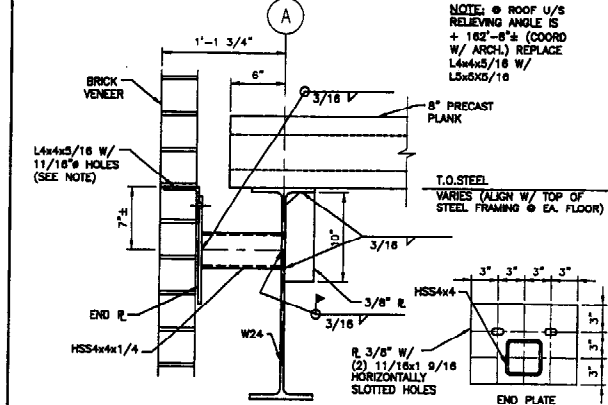 A
NOTE: @ ROOF U/S
RELIEVING ANGLE IS
+ 162'-6"± (COORD
W/ ARCH.) REPLACE
L4x4x5/16 W/
L5x5X5/16
1'-1 3/4"
6"
BRICK
VENEER
3/16
8" PRECAST
PLANK
L4x4x5/16 W/
11/16"ø HOLES
(SEE NOTE)
T.O.STEEL
VARIES (ALIGN W/ TOP OF
STEEL FRAMING @ EA. FLOOR)
7"±
10"
3/16
3" 3" 3" 3"
HSS4x4
END PL
3/8" PL
3/16
3"
3"
3"
HSS4x4x1/4
W24
PL 3/8" W/
(2) 11/16x1 9/16
HORIZONTALLY
SLOTTED HOLES
END PLATE